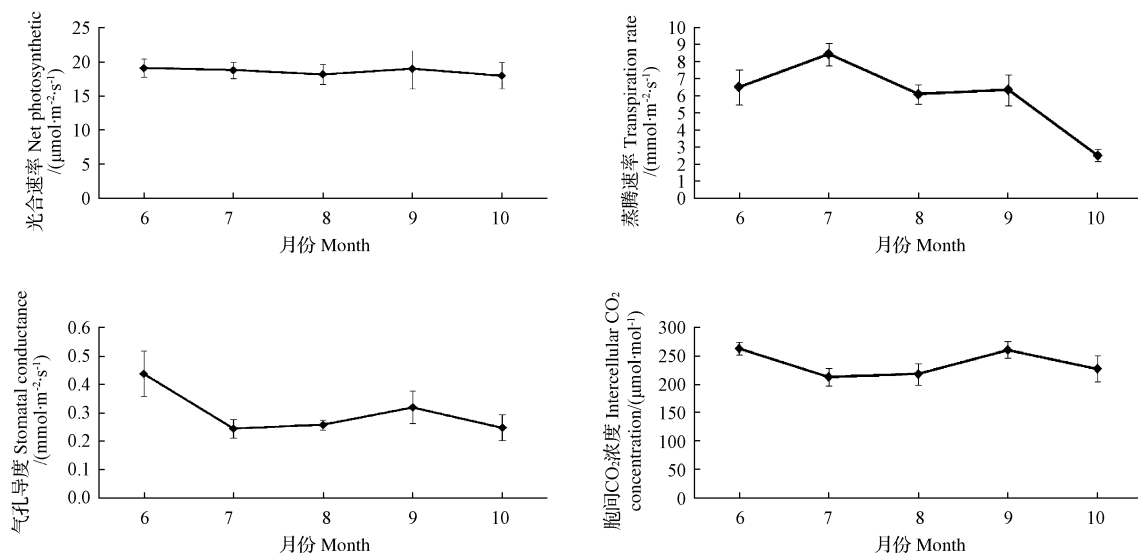 光合速率 Net photosynthetic
/(μmol·m⁻²·s⁻¹)
25
20
15
10
5
0
6 7 8 9 10
月份 Month
蒸腾速率 Transpiration rate
/(mmol·m⁻²·s⁻¹)
10
9
8
7
6
5
4
3
2
1
0
6 7 8 9 10
月份 Month
气孔导度 Stomatal conductance
/(mmol·m⁻²·s⁻¹)
0.6
0.5
0.4
0.3
0.2
0.1
0.0
6 7 8 9 10
月份 Month
胞间CO₂浓度 Intercellular CO₂
concentration/(μmol·mol⁻¹)
300
250
200
150
100
50
0
6 7 8 9 10
月份 Month